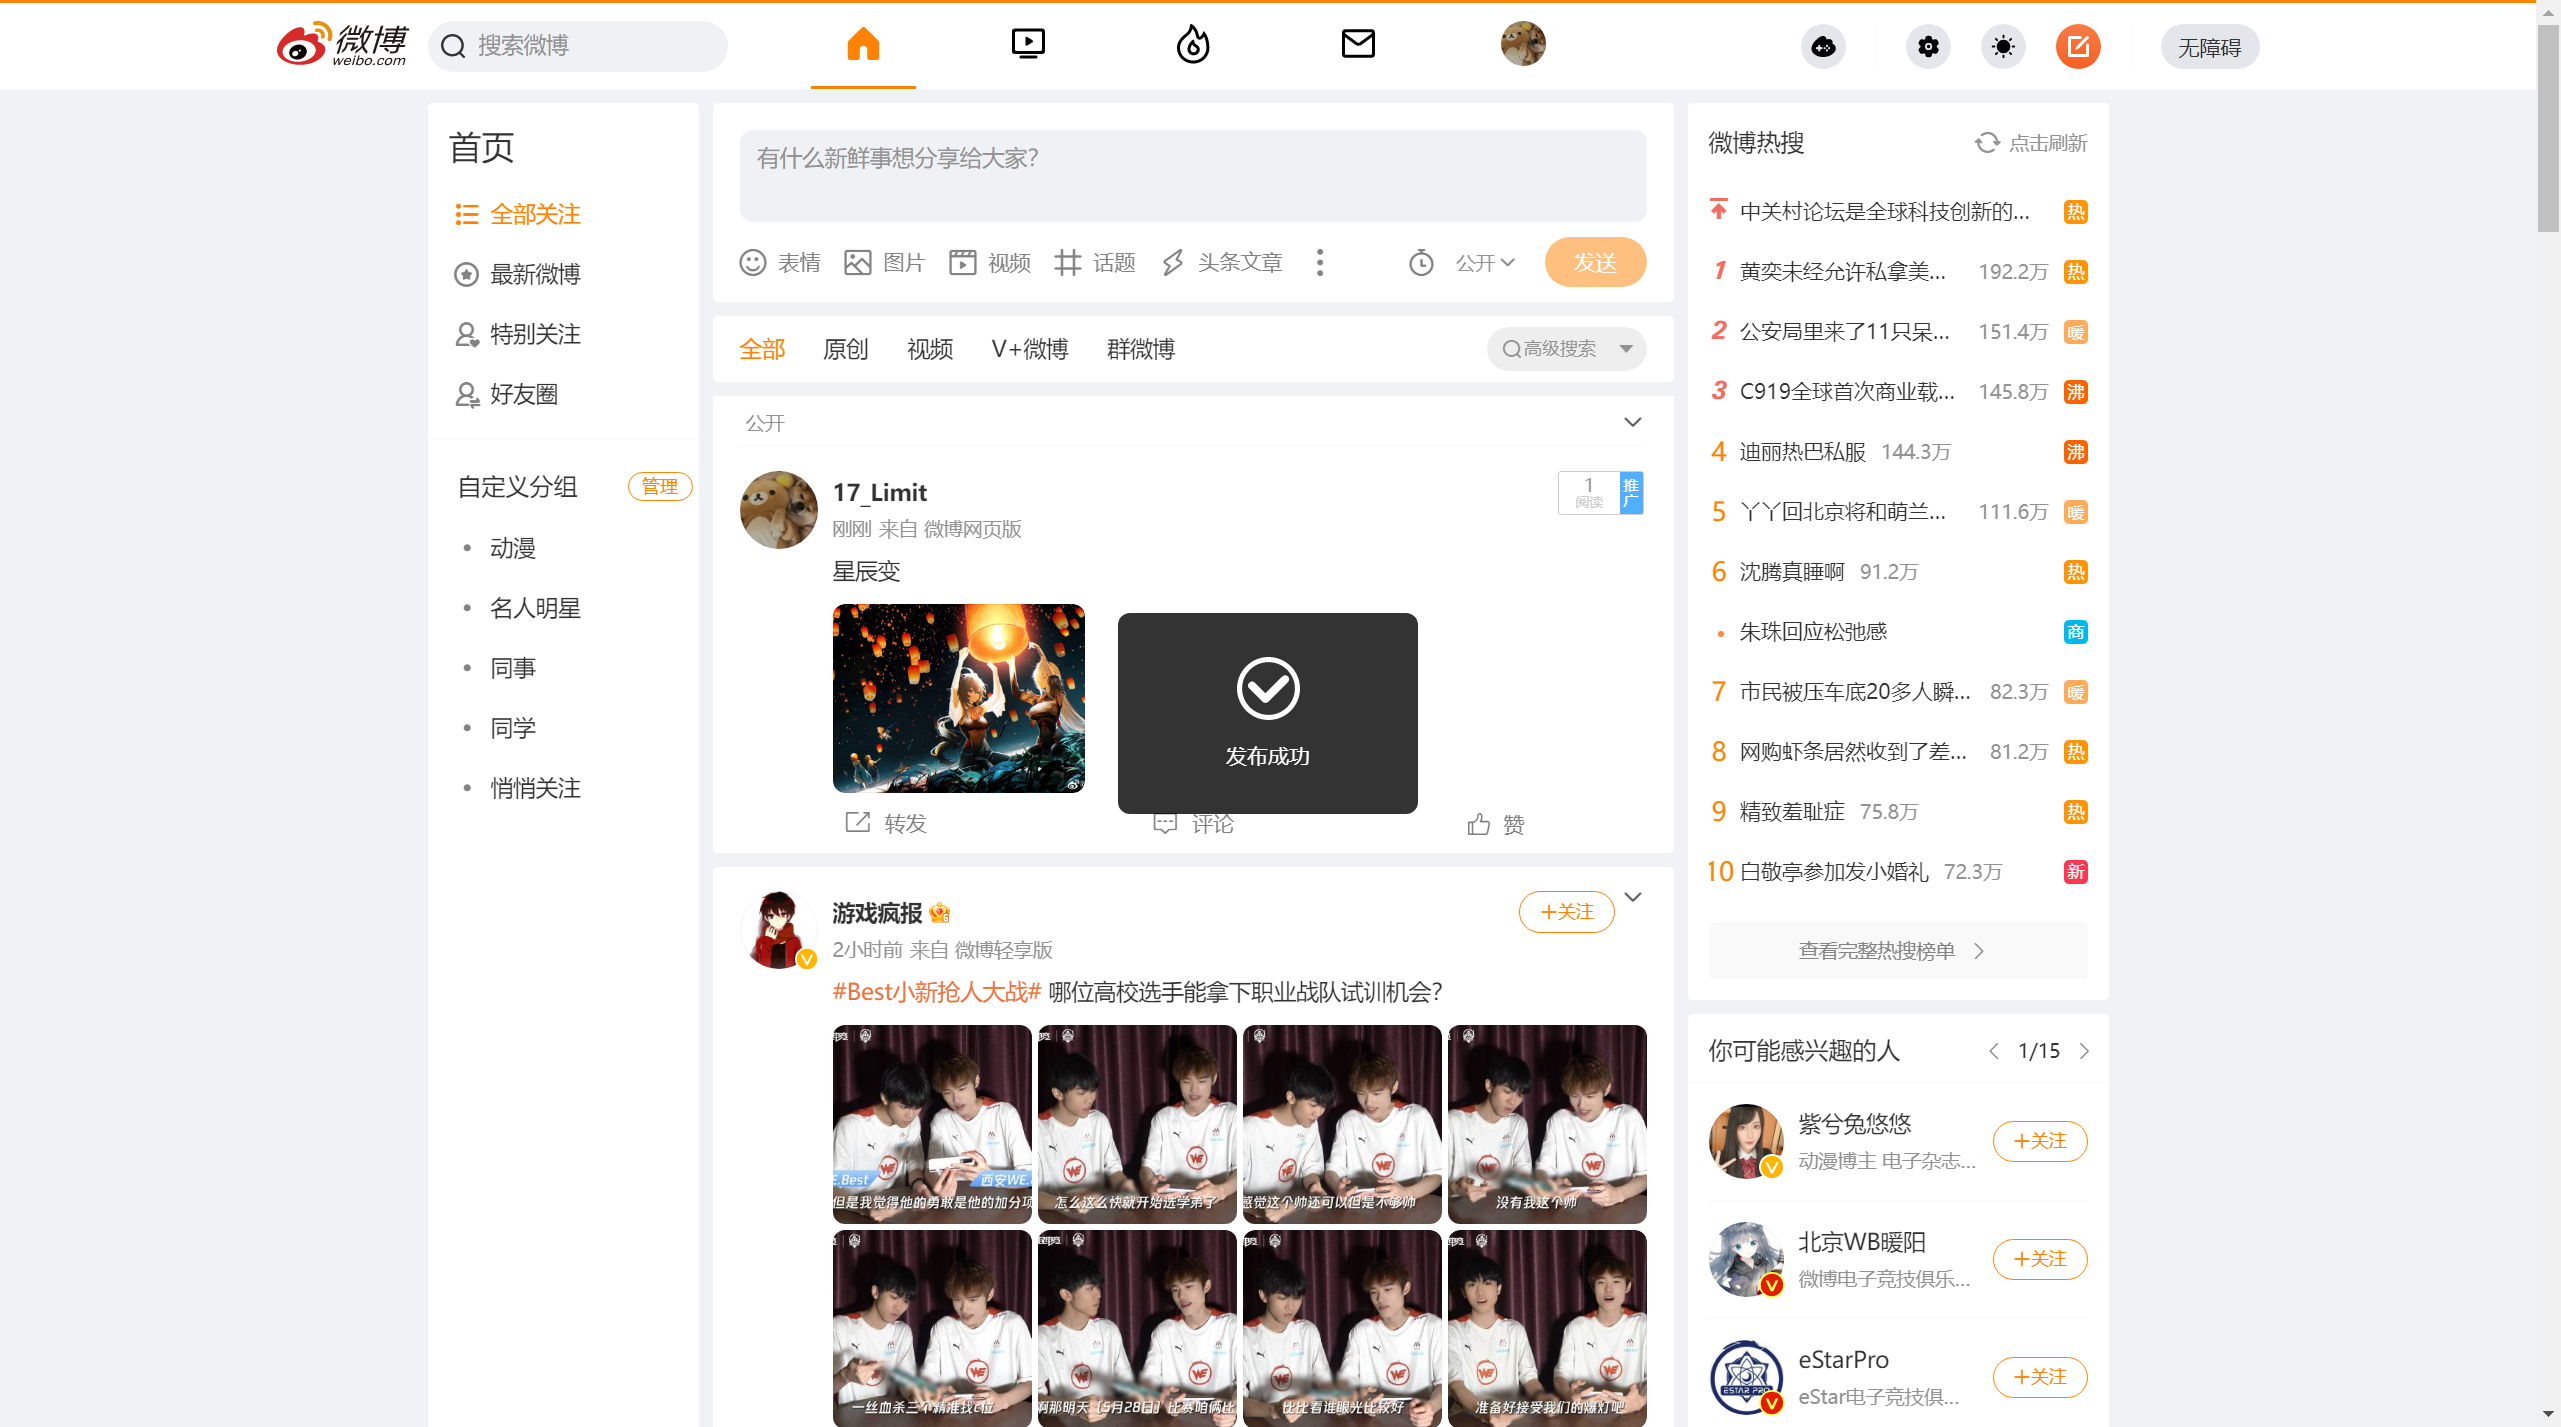 微博
weibo.com
搜索微博
无障碍
首页
全部关注
最新微博
特别关注
好友圈
自定义分组
管理
动漫
名人明星
同事
同学
悄悄关注
有什么新鲜事想分享给大家?
表情
图片
视频
话题
头条文章
公开
发送
全部
原创
视频
V+微博
群微博
高级搜索
公开
17_Limit
刚刚 来自 微博网页版
1
阅读
推广
星辰变
发布成功
转发
评论
赞
游戏疯报
+关注
2小时前 来自 微博轻享版
#Best小新抢人大战# 哪位高校选手能拿下职业战队试训机会?
E.Best
西安WE.
但是我觉得他的勇敢是他的加分项
怎么这么快就开始选学弟了
感觉这个帅还可以但是不够帅
没有我这个帅
一丝血杀三个精准找c位
啊那明天（5月28日）比赛咱俩比
比比看谁眼光比较好
准备好接受我们的爆灯吧
微博热搜
点击刷新
中关村论坛是全球科技创新的...
热
1 黄奕未经允许私拿美... 192.2万 热
2 公安局里来了11只呆... 151.4万 暖
3 C919全球首次商业载... 145.8万 沸
4 迪丽热巴私服 144.3万 沸
5 丫丫回北京将和萌兰... 111.6万 暖
6 沈腾真睡啊 91.2万 热
朱珠回应松弛感 商
7 市民被压车底20多人瞬... 82.3万 暖
8 网购虾条居然收到了差... 81.2万 热
9 精致羞耻症 75.8万 热
10 白敬亭参加发小婚礼 72.3万 新
查看完整热搜榜单
你可能感兴趣的人
1/15
紫兮兔悠悠
动漫博主 电子杂志...
+关注
北京WB暖阳
微博电子竞技俱乐...
+关注
ESTAR PRO
eStarPro
eStar电子竞技俱...
+关注